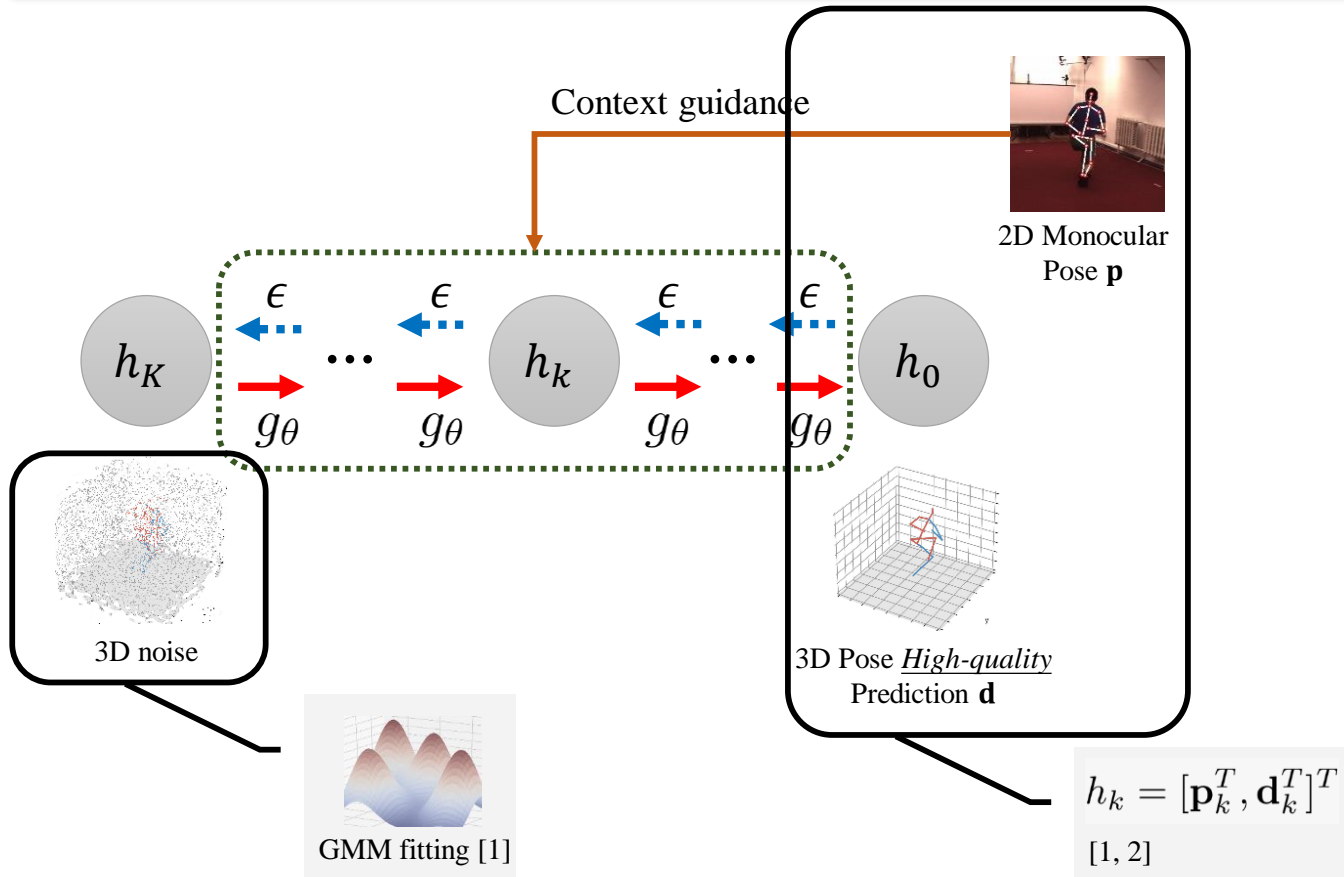 Context guidance
2D Monocular
Pose p
ϵ ϵ ϵ ϵ
h_K ... h_k ... h_0
g_θ g_θ g_θ g_θ
3D noise
3D Pose High-quality
Prediction d
GMM fitting [1]
h_k = [p_k^T, d_k^T]^T
[1, 2]